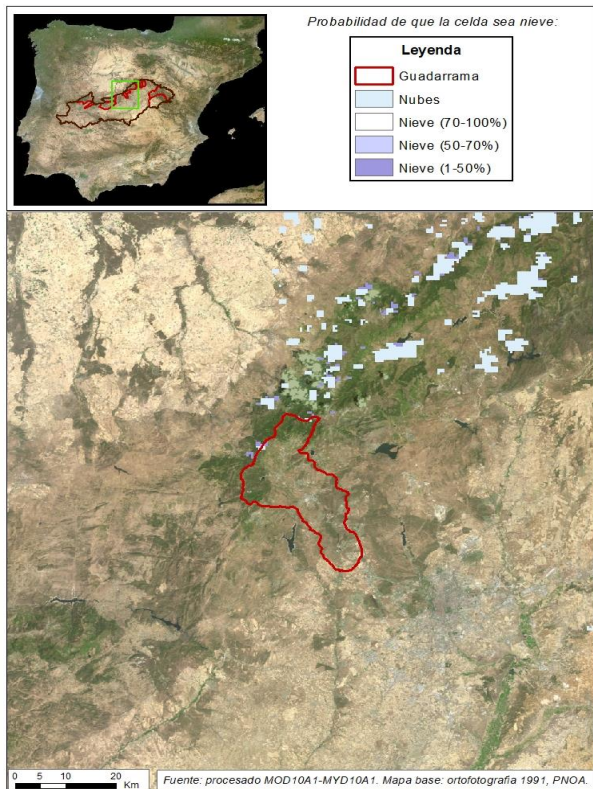 Probabilidad de que la celda sea nieve:
Leyenda
Guadarrama
Nubes
Nieve (70-100%)
Nieve (50-70%)
Nieve (1-50%)
0 5 10 20
Km
Fuente: procesado MOD10A1-MYD10A1. Mapa base: ortofotografia 1991, PNOA.